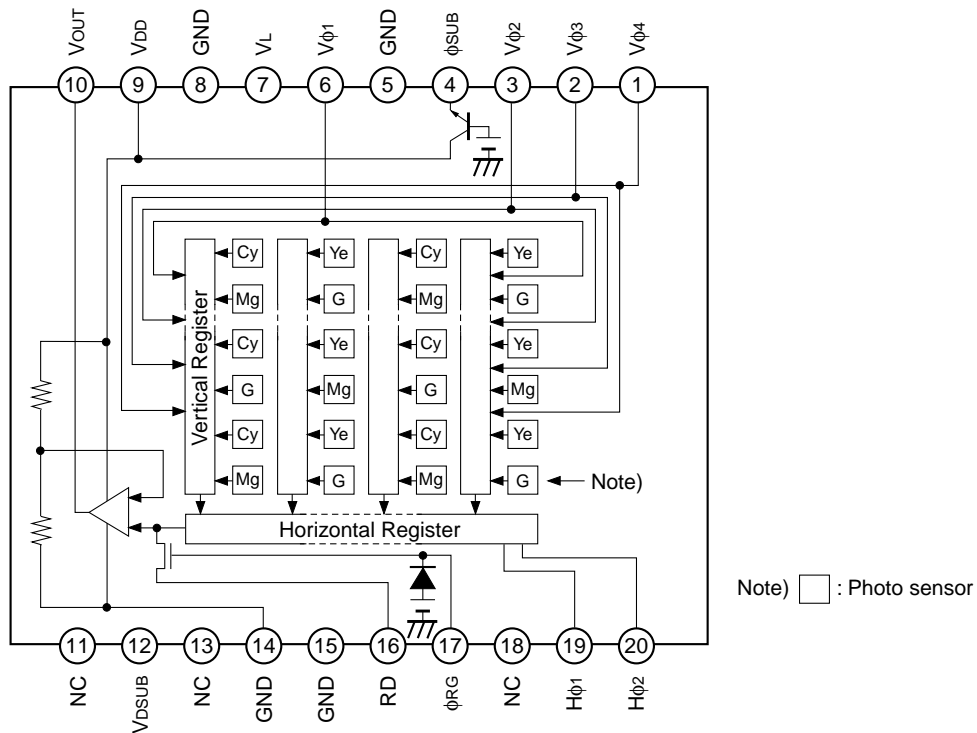 VOUT VDD GND VL Vφ1 GND φSUB Vφ2 Vφ3 Vφ4
10 9 8 7 6 5 4 3 2 1
Vertical Register
Cy Ye Cy Ye
Mg G Mg G
Cy Ye Cy Ye
G Mg G Mg
Cy Ye Cy Ye
Mg G Mg G
Note)
Horizontal Register
Note) : Photo sensor
11 12 13 14 15 16 17 18 19 20
NC VDSUB NC GND GND RD φRG NC Hφ1 Hφ2